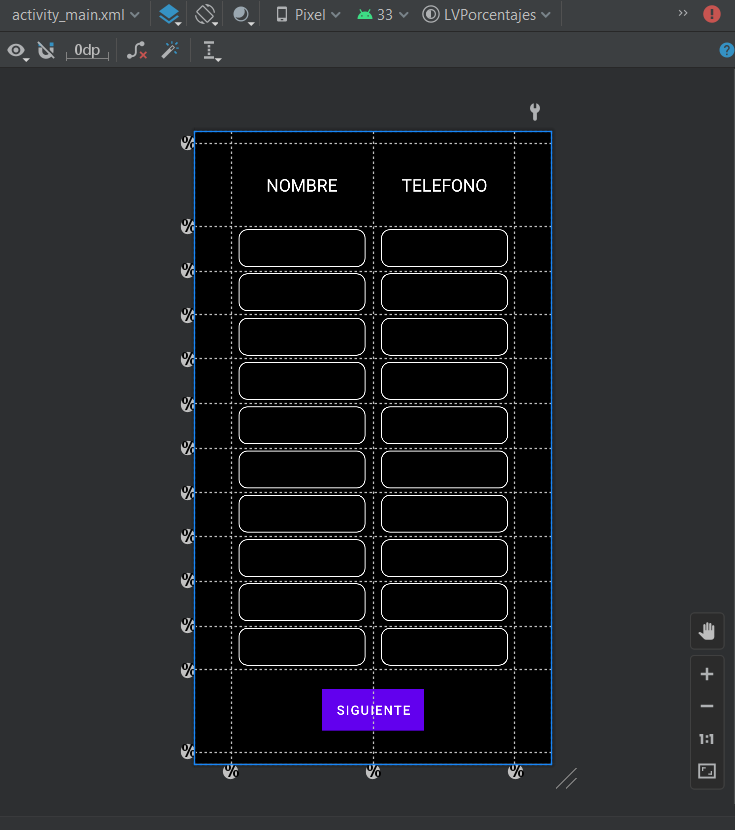 activity_main.xml Pixel 33 LVPorcentajes »
0dp ?
%
NOMBRE TELEFONO
%
%
%
%
%
%
%
%
%
%
%
SIGUIENTE
%
% % %
1:1